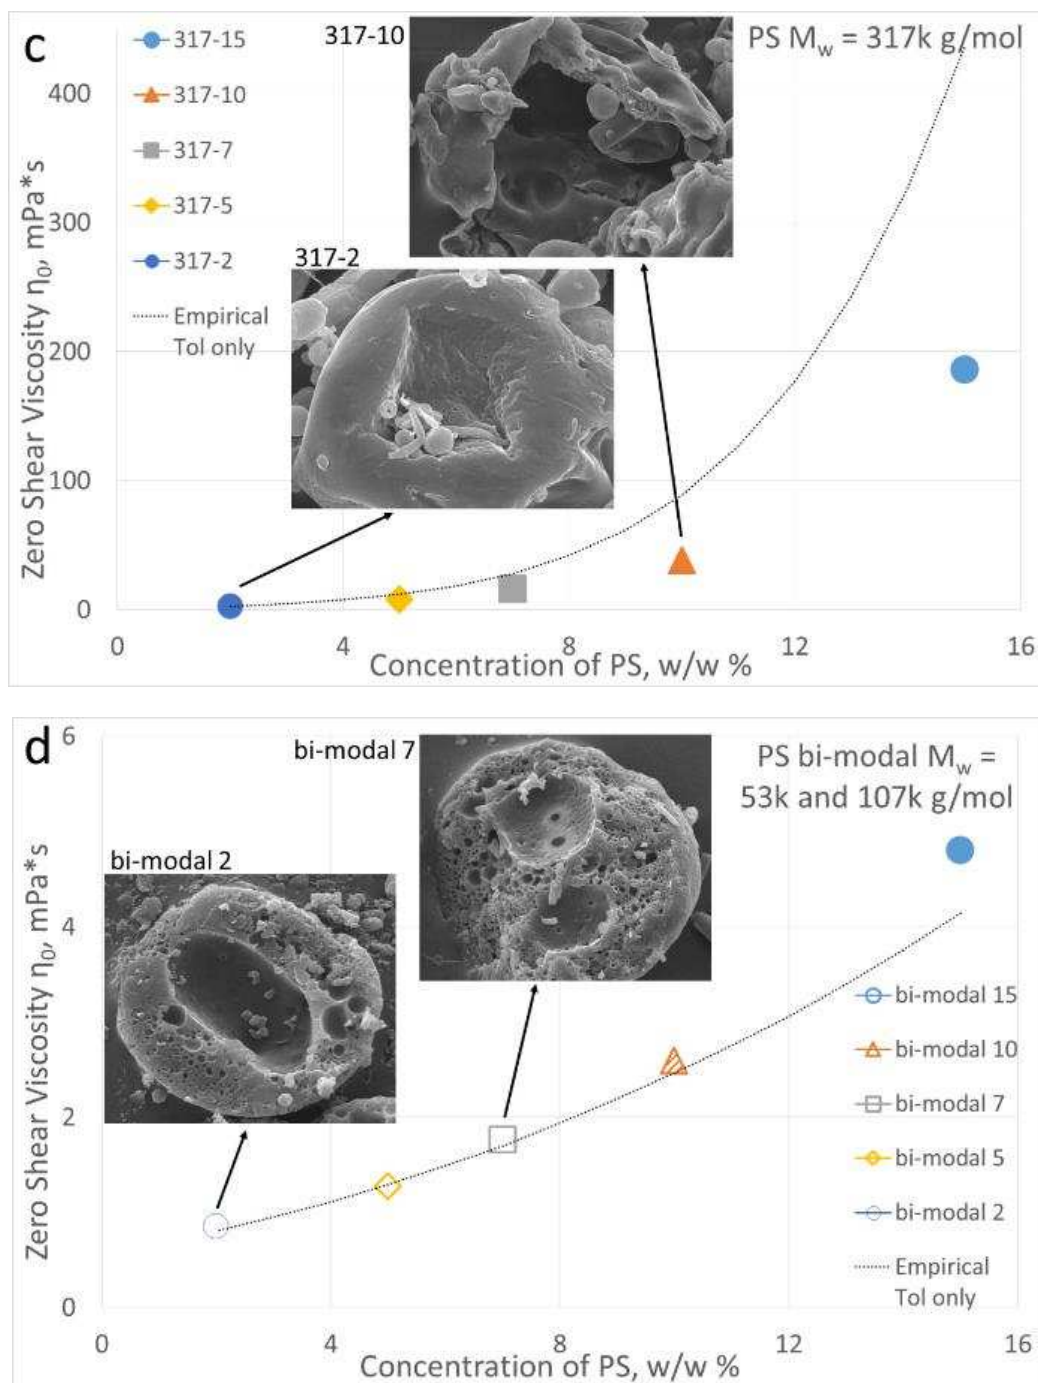 c
317-15
317-10
317-7
317-5
317-2
Empirical
Tol only
317-10
317-2
PS Mw = 317k g/mol
Zero Shear Viscosity η0, mPa*s
400
300
200
100
0
0 4 8 12 16
Concentration of PS, w/w %
d
bi-modal 7
bi-modal 2
PS bi-modal Mw =
53k and 107k g/mol
Zero Shear Viscosity η0, mPa*s
6
4
2
0
bi-modal 15
bi-modal 10
bi-modal 7
bi-modal 5
bi-modal 2
Empirical
Tol only
0 4 8 12 16
Concentration of PS, w/w %